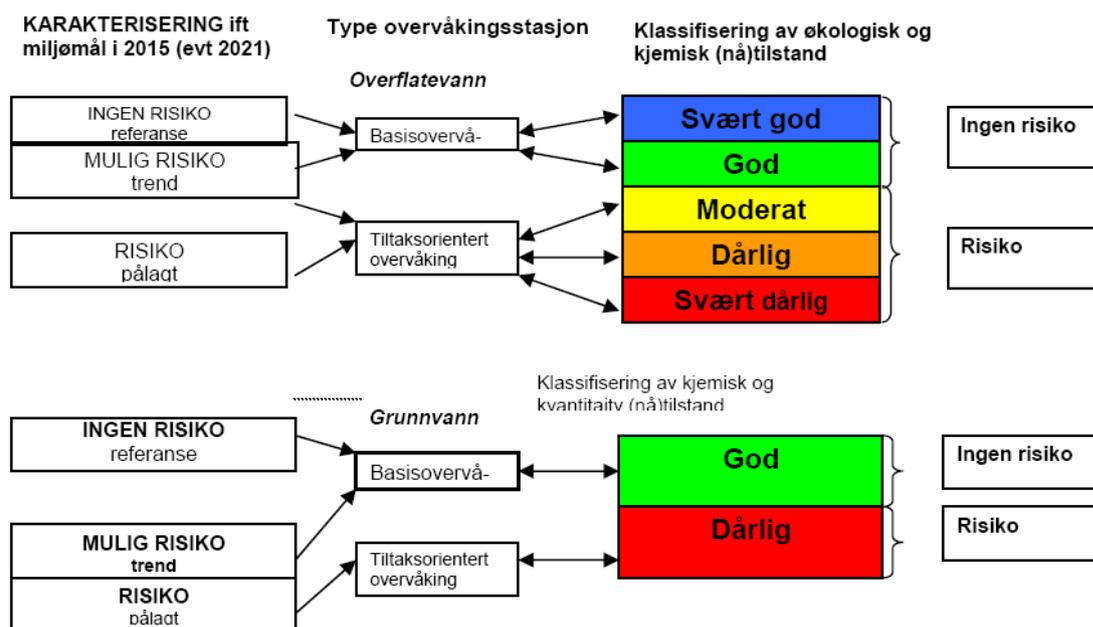 KARAKTERISERING ift
miljømål i 2015 (evt 2021)
Type overvåkingsstasjon
Klassifisering av økologisk og
kjemisk (nå)tilstand
Overflatevann
INGEN RISIKO
referanse
MULIG RISIKO
trend
RISIKO
pålagt
Basisovervå-
Tiltaksorientert
overvåking
Svært god
God
Moderat
Dårlig
Svært dårlig
Ingen risiko
Risiko
Klassifisering av kjemisk og
kvantitaitv (nå)tilstand
Grunnvann
INGEN RISIKO
referanse
MULIG RISIKO
trend
RISIKO
pålagt
Basisovervå-
Tiltaksorientert
overvåking
God
Dårlig
Ingen risiko
Risiko